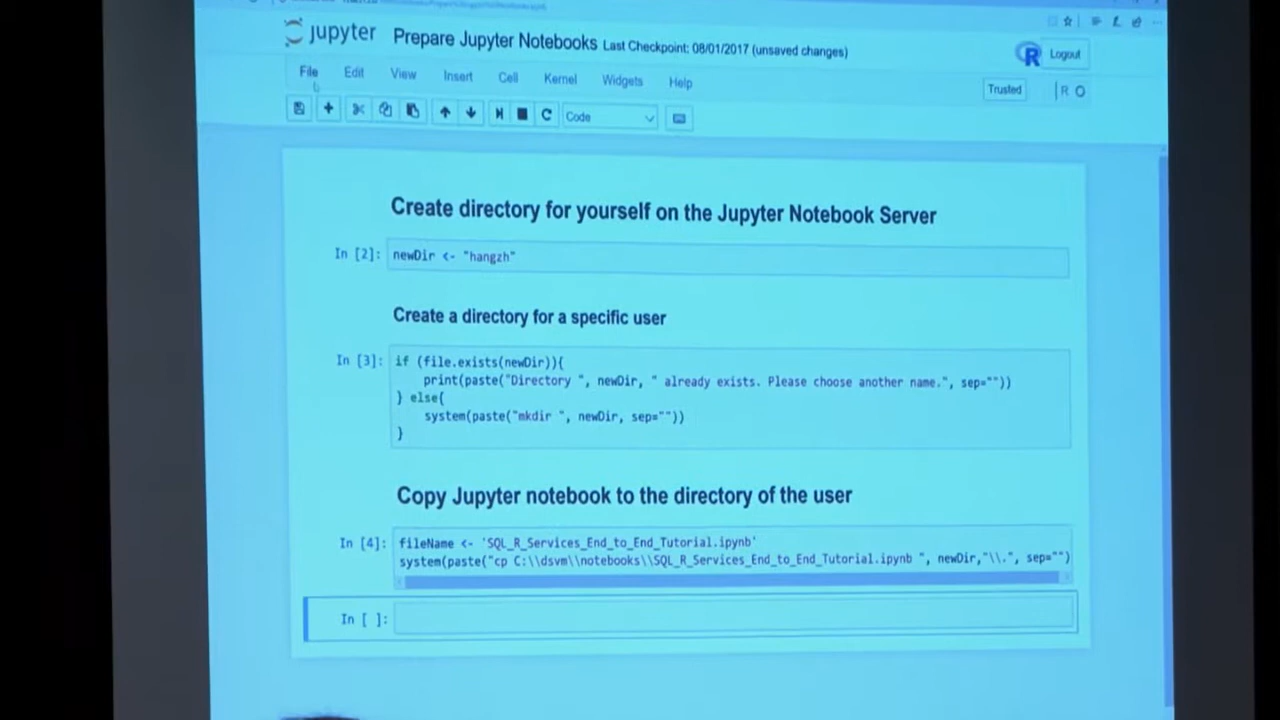 jupyter Prepare Jupyter Notebooks Last Checkpoint: 08/01/2017 (unsaved changes)
R Logout
File Edit View Insert Cell Kernel Widgets Help
Trusted R
Code
Create directory for yourself on the Jupyter Notebook Server
In [2]: newDir <- "hangzh"
Create a directory for a specific user
In [3]: if (file.exists(newDir)){
print(paste("Directory ", newDir, " already exists. Please choose another name.", sep=""))
} else{
system(paste("mkdir ", newDir, sep=""))
}
Copy Jupyter notebook to the directory of the user
In [4]: fileName <- 'SQL_R_Services_End_to_End_Tutorial.ipynb'
system(paste("cp C:\\dsvm\\notebooks\\SQL_R_Services_End_to_End_Tutorial.ipynb ", newDir,"\\.", sep="")
In [ ]: